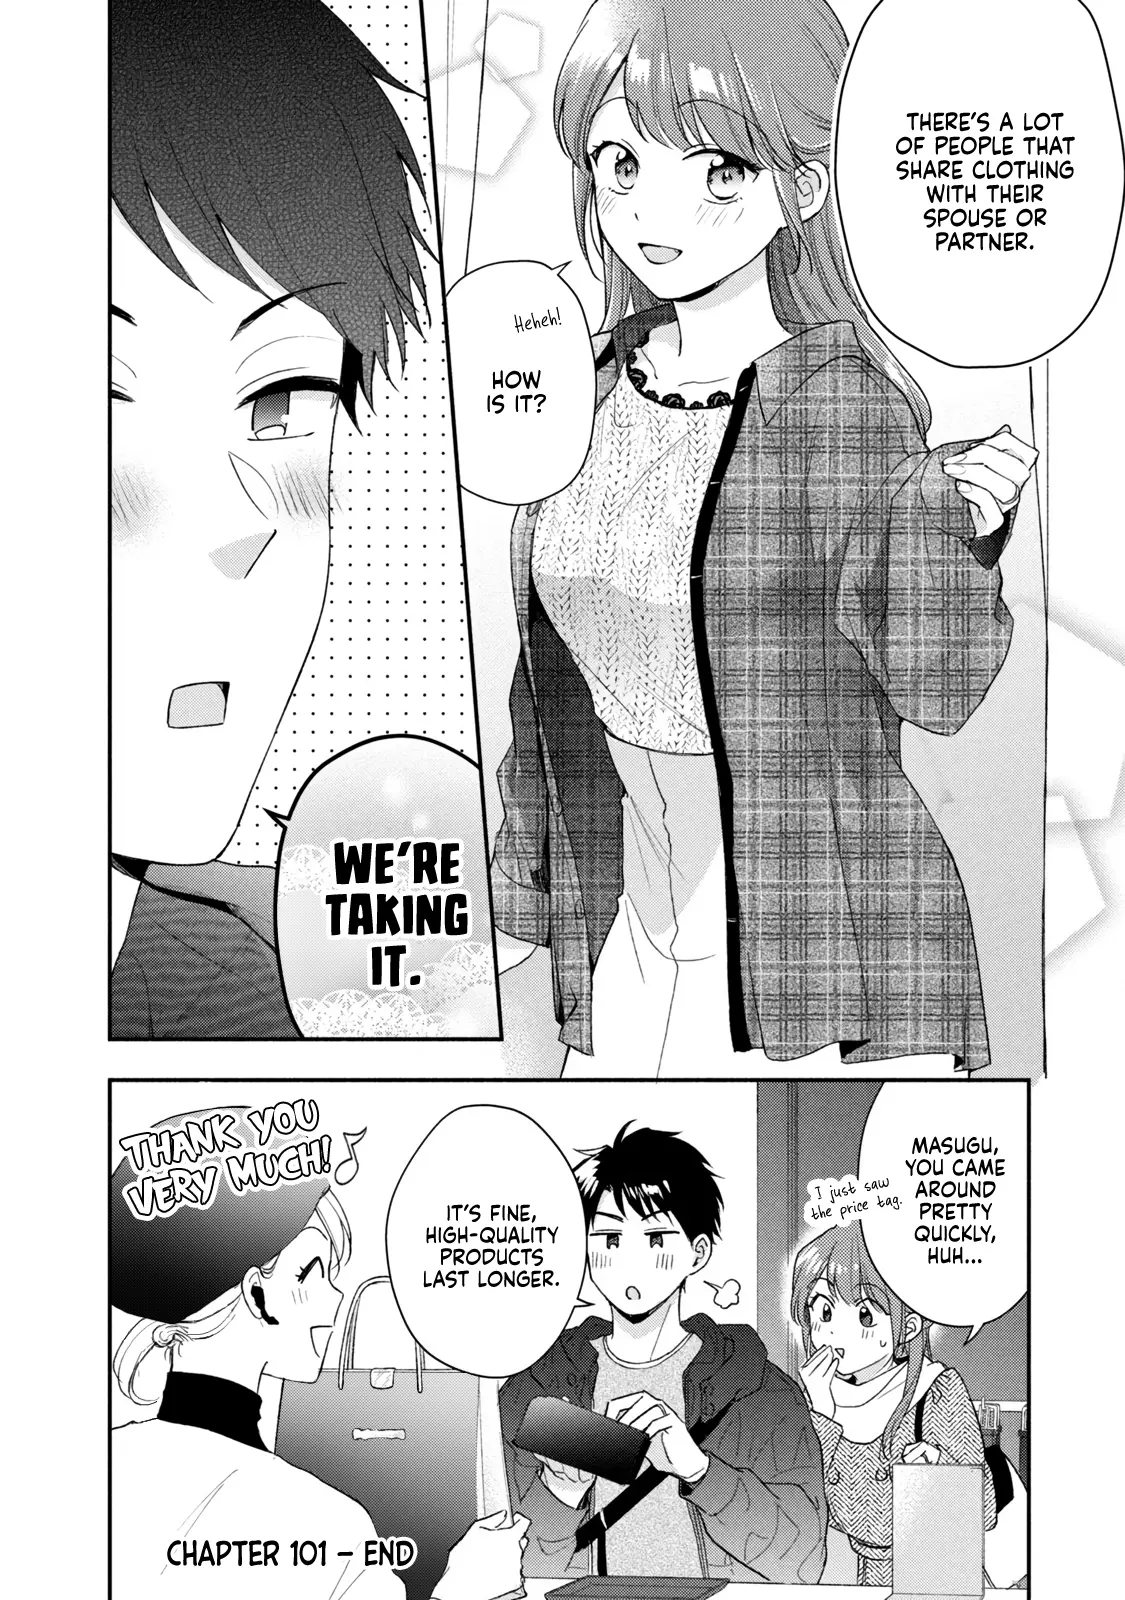 THERE'S A LOT
OF PEOPLE THAT
SHARE CLOTHING
WITH THEIR
SPOUSE OR
PARTNER.
Heheh!
HOW
IS IT?
WE'RE
TAKING
IT.
MASUGU,
YOU CAME
AROUND
PRETTY
QUICKLY,
HUH...
I just saw
the price tag.
IT'S FINE,
HIGH-QUALITY
PRODUCTS
LAST LONGER.
THANK YOU
VERY MUCH!
CHAPTER 101 – END